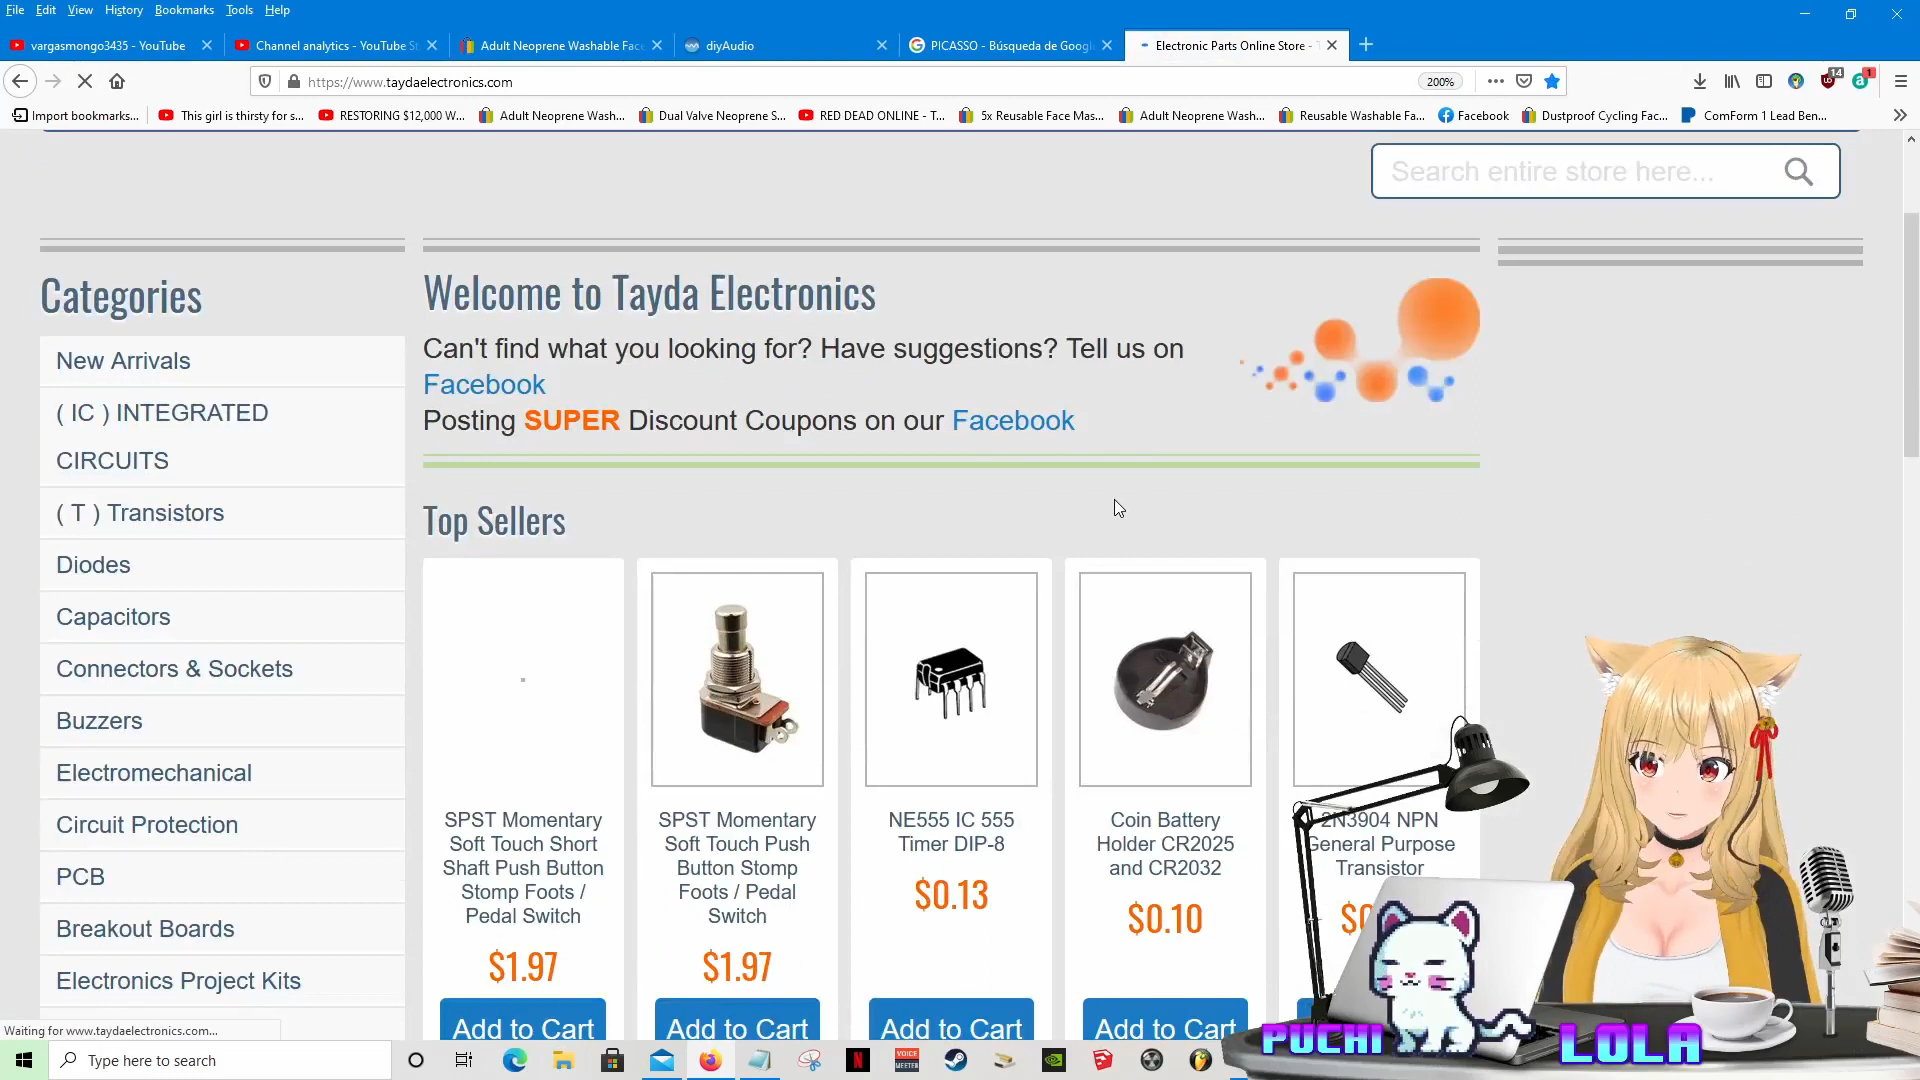 File Edit View History Bookmarks Tools Help
vargasmongo3435 - YouTube
Channel analytics - YouTube St
Adult Neoprene Washable Face
diyAudio
PICASSO - Búsqueda de Google
Electronic Parts Online Store - T
https://www.taydaelectronics.com
200%
14
1
Import bookmarks...
This girl is thirsty for s...
RESTORING $12,000 W...
Adult Neoprene Wash...
Dual Valve Neoprene S...
RED DEAD ONLINE - T...
5x Reusable Face Mas...
Adult Neoprene Wash...
Reusable Washable Fa...
Facebook
Dustproof Cycling Fac...
ComForm 1 Lead Ben...
Search entire store here...
Categories
New Arrivals
( IC ) INTEGRATED
CIRCUITS
( T ) Transistors
Diodes
Capacitors
Connectors & Sockets
Buzzers
Electromechanical
Circuit Protection
PCB
Breakout Boards
Electronics Project Kits
Welcome to Tayda Electronics
Can't find what you looking for? Have suggestions? Tell us on
Facebook
Posting SUPER Discount Coupons on our Facebook
Top Sellers
SPST Momentary
Soft Touch Short
Shaft Push Button
Stomp Foots /
Pedal Switch
$1.97
Add to Cart
SPST Momentary
Soft Touch Push
Button Stomp
Foots / Pedal
Switch
$1.97
Add to Cart
NE555 IC 555
Timer DIP-8
$0.13
Add to Cart
Coin Battery
Holder CR2025
and CR2032
$0.10
Add to Cart
2N3904 NPN
General Purpose
Transistor
PUCHI LOLA
Waiting for www.taydaelectronics.com...
Type here to search
VOICE
MEETER